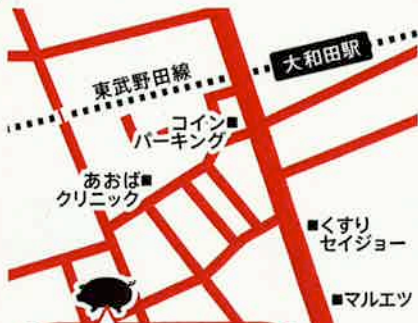 東武野田線
大和田駅
コイン
パーキング
あおば
クリニック
くすり
セイジョー
マルエツ